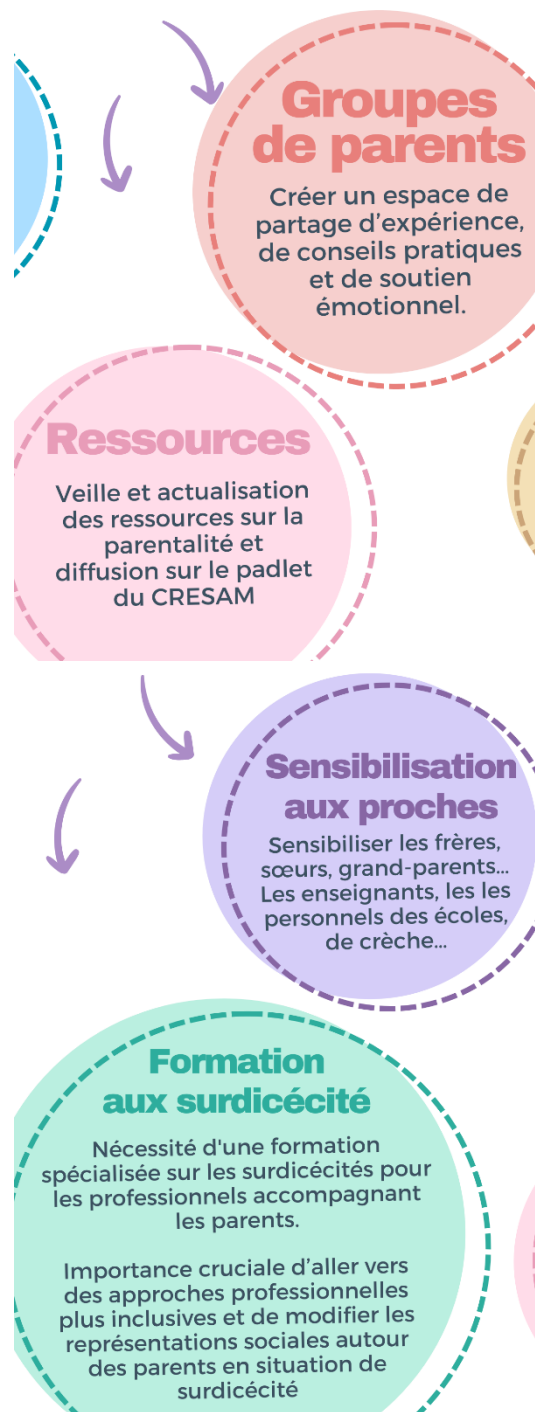 Groupes
de parents
Créer un espace de
partage d'expérience,
de conseils pratiques
et de soutien
émotionnel.
Ressources
Veille et actualisation
des ressources sur la
parentalité et
diffusion sur le padlet
du CRESAM
Sensibilisation
aux proches
Sensibiliser les frères,
sœurs, grand-parents...
Les enseignants, les les
personnels des écoles,
de crèche...
Formation
aux surdicécité
Nécessité d'une formation
spécialisée sur les surdicécités pour
les professionnels accompagnant
les parents.
Importance cruciale d'aller vers
des approches professionnelles
plus inclusives et de modifier les
représentations sociales autour
des parents en situation de
surdicécité